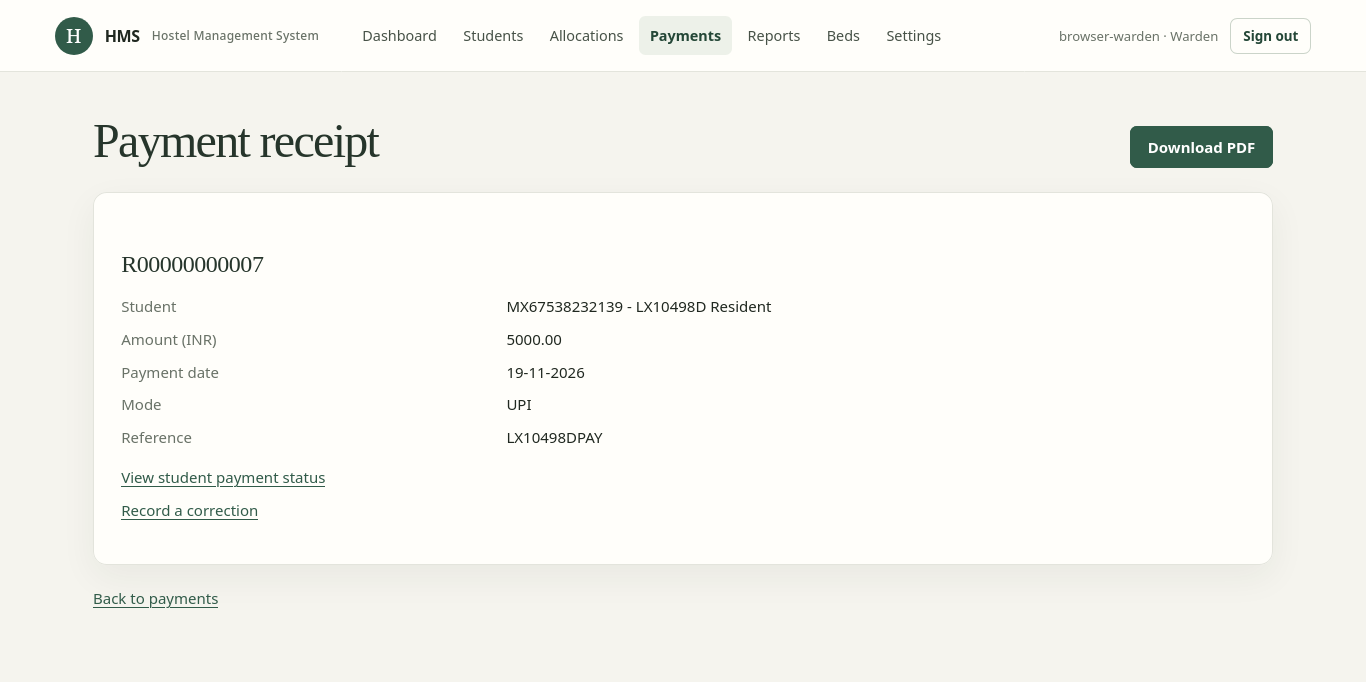 H HMS Hostel Management System Dashboard Students Allocations Payments Reports Beds Settings browser-warden · Warden Sign out
Payment receipt
Download PDF
R00000000007
Student MX67538232139 - LX10498D Resident
Amount (INR) 5000.00
Payment date 19-11-2026
Mode UPI
Reference LX10498DPAY
View student payment status
Record a correction
Back to payments